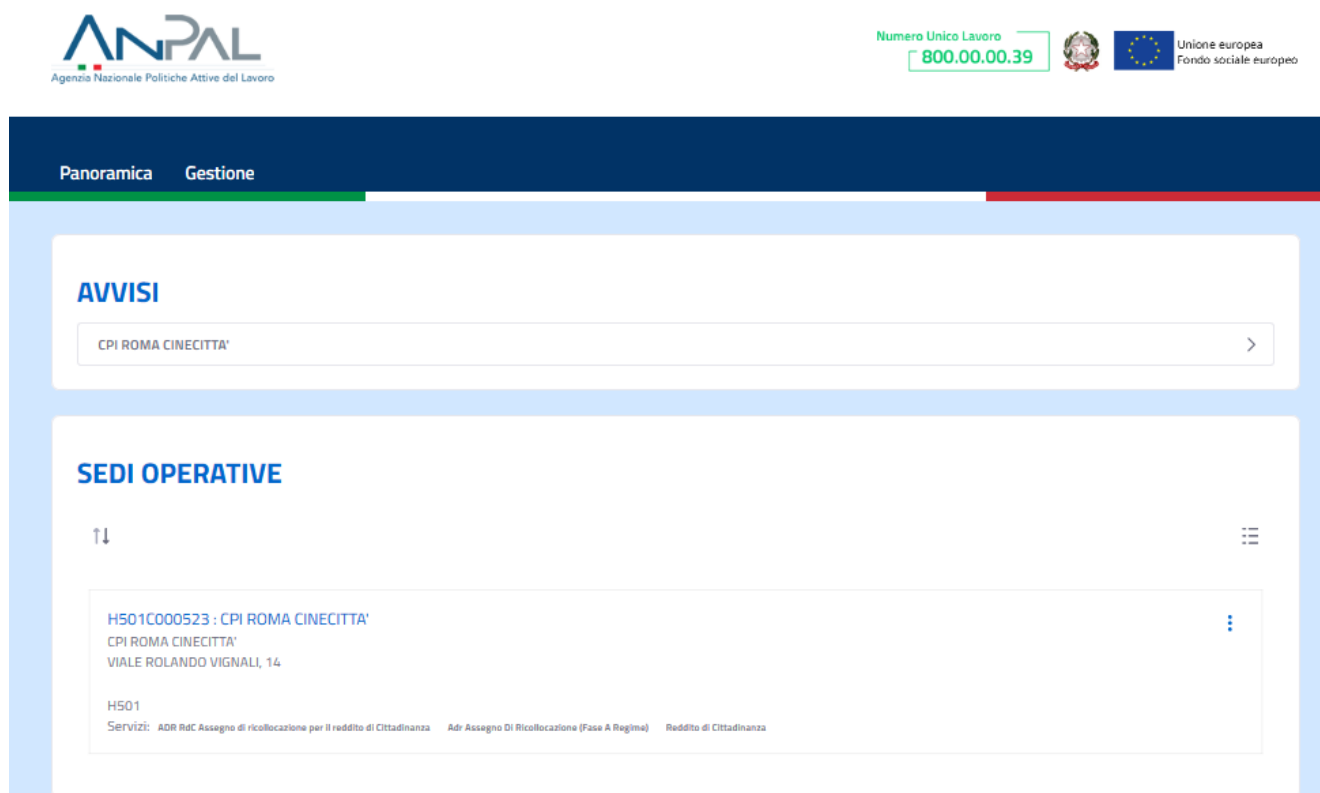 ANPAL
Agenzia Nazionale Politiche Attive del Lavoro
Numero Unico Lavoro
800.00.00.39
Unione europea
Fondo sociale europeo
Panoramica Gestione
AVVISI
CPI ROMA CINECITTA'
SEDI OPERATIVE
H501C000523 : CPI ROMA CINECITTA'
CPI ROMA CINECITTA'
VIALE ROLANDO VIGNALI, 14
H501
Servizi: ADR RdC Assegno di ricollocazione per il reddito di Cittadinanza Adr Assegno Di Ricollocazione (Fase A Regime) Reddito di Cittadinanza